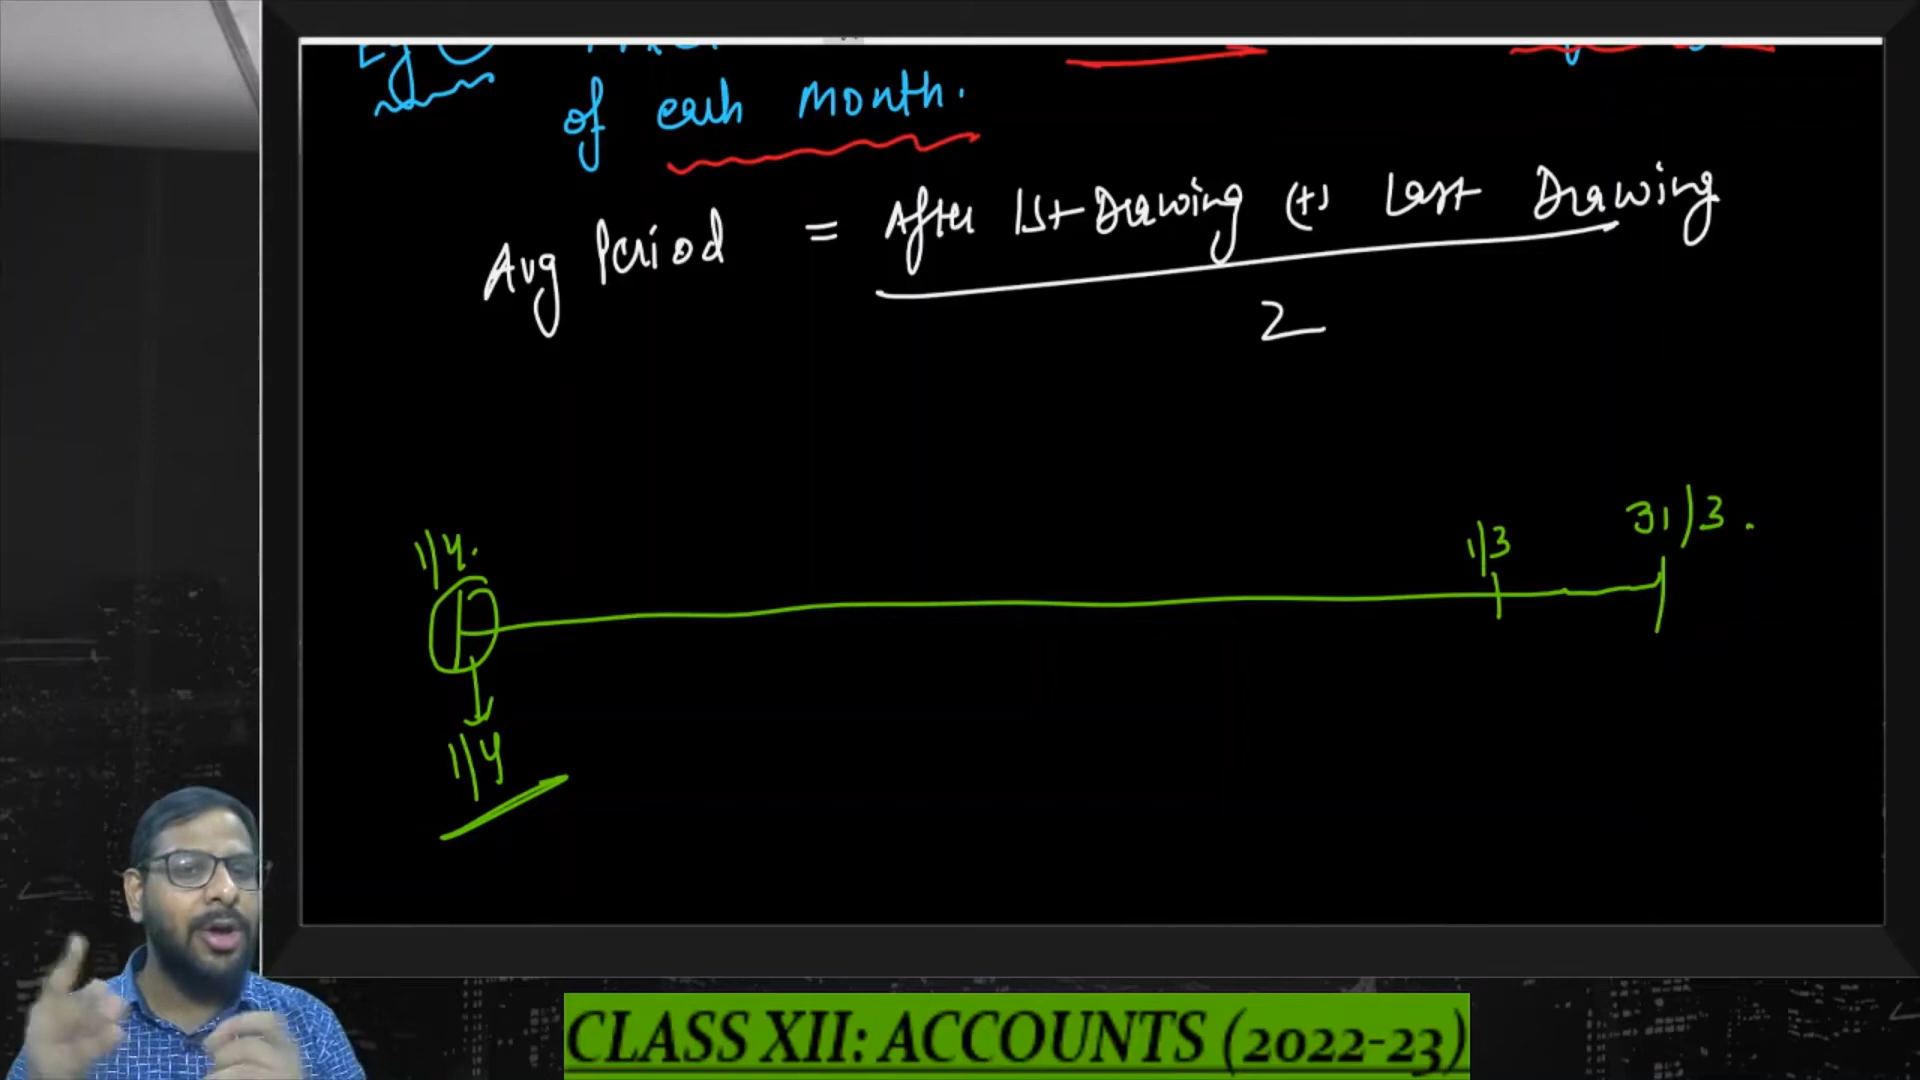 Eg
of each month.
Avg Period = After 1st Drawing (+) Last Drawing
2
1/4.
1/3
31/3.
1/4
CLASS XII: ACCOUNTS (2022-23)